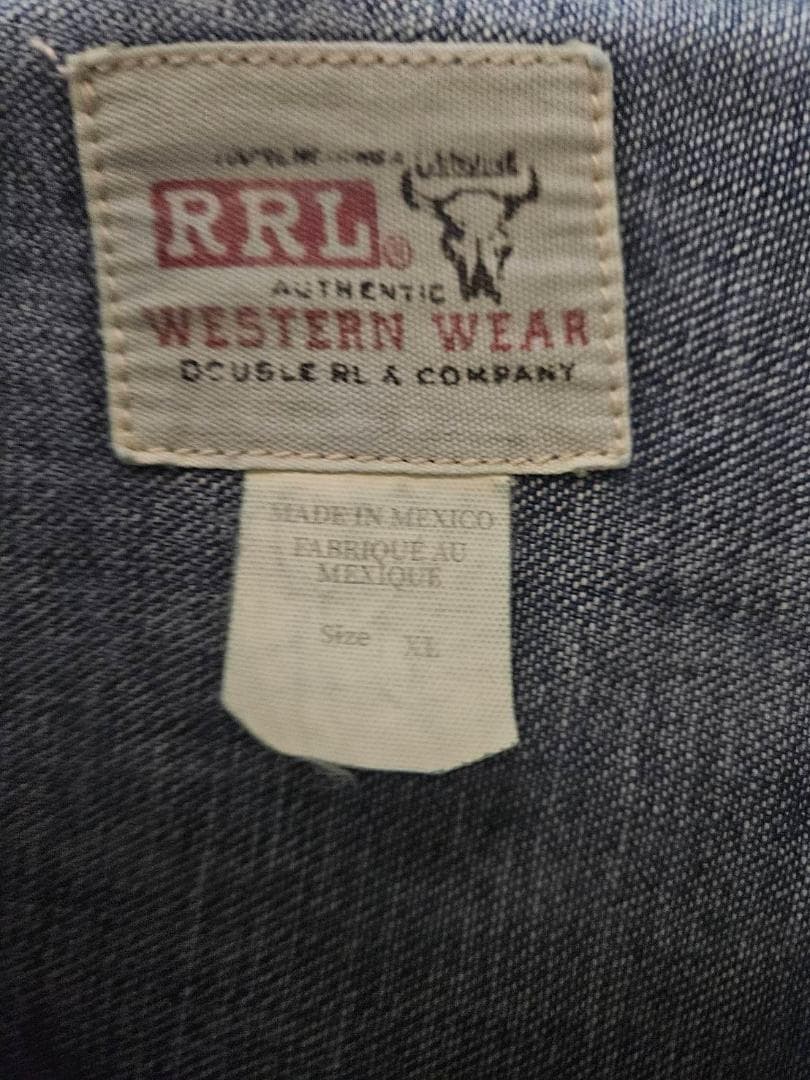 RRL®
AUTHENTIC
WESTERN WEAR
DOUBLE RL & COMPANY
MADE IN MEXICO
FABRIQUÉ AU
MEXIQUE
Size XL